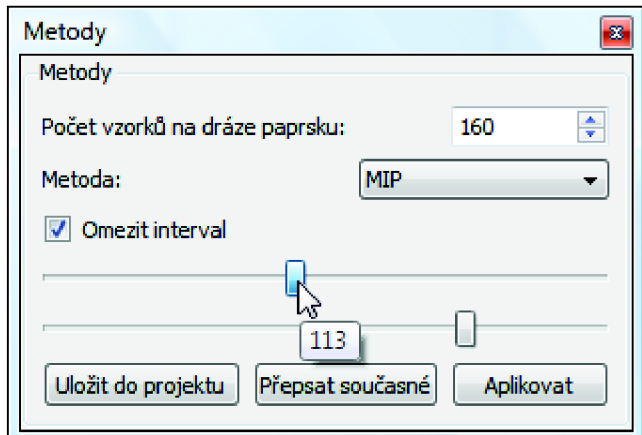 Metody
Metody
Počet vzorků na dráze paprsku: 160
Metoda: MIP
Omezit interval
113
Uložit do projektu Přepsat současné Aplikovat